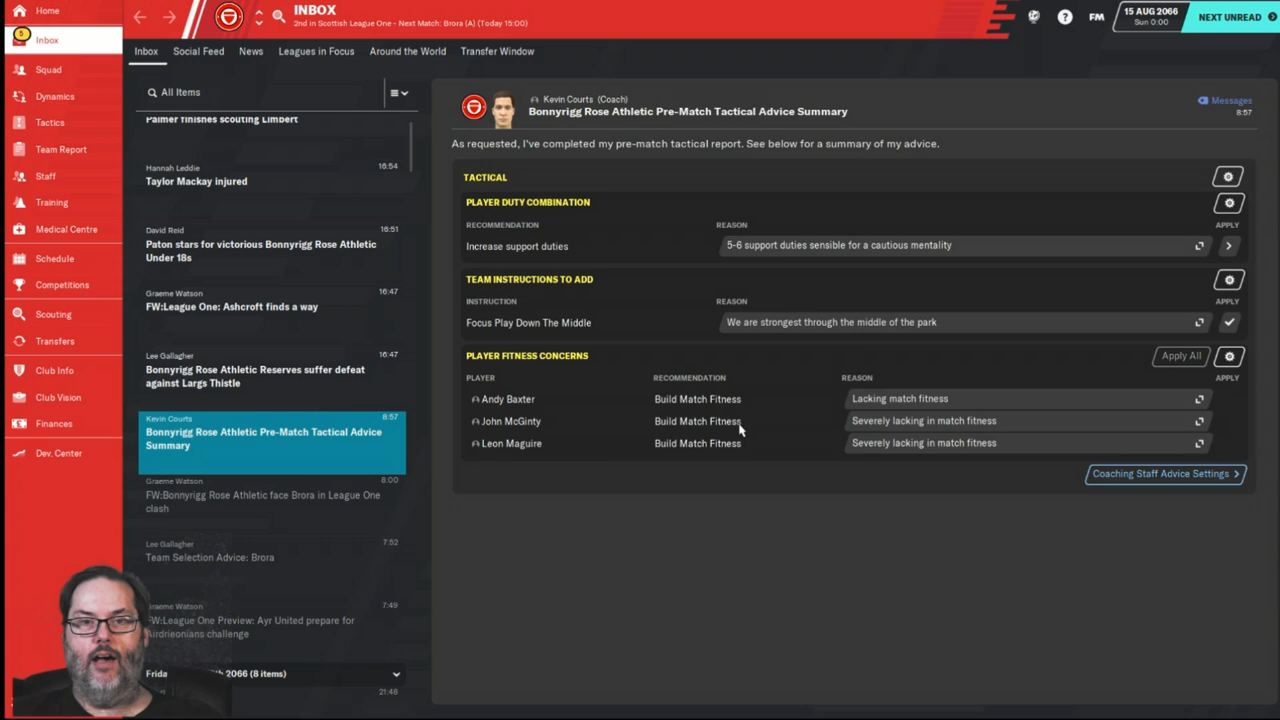 INBOX
2nd in Scottish League One - Next Match: Brora (A) (Today 15:00)
FM
15 AUG 2066
Sun 0:00
NEXT UNREAD
Home
5
Inbox
Squad
Dynamics
Tactics
Team Report
Staff
Training
Medical Centre
Schedule
Competitions
Scouting
Transfers
Club Info
Club Vision
Finances
Dev. Center
Inbox
Social Feed
News
Leagues in Focus
Around the World
Transfer Window
All Items
Palmer finishes scouting Limbert
Hannah Leddie
16:54
Taylor Mackay injured
David Reid
16:51
Paton stars for victorious Bonnyrigg Rose Athletic
Under 18s
Graeme Watson
16:47
FW:League One: Ashcroft finds a way
Lee Gallagher
16:47
Bonnyrigg Rose Athletic Reserves suffer defeat
against Largs Thistle
Kevin Courts
8:57
Bonnyrigg Rose Athletic Pre-Match Tactical Advice
Summary
Graeme Watson
8:00
FW:Bonnyrigg Rose Athletic face Brora in League One
clash
Lee Gallagher
7:52
Team Selection Advice: Brora
raeme Watson
7:49
W:League One Preview: Ayr United prepare for
Airdrieonians challenge
Frida
2066 (8 items)
21:48
Kevin Courts (Coach)
Bonnyrigg Rose Athletic Pre-Match Tactical Advice Summary
Messages
8:57
As requested, I've completed my pre-match tactical report. See below for a summary of my advice.
TACTICAL
PLAYER DUTY COMBINATION
RECOMMENDATION
REASON
APPLY
Increase support duties
5-6 support duties sensible for a cautious mentality
TEAM INSTRUCTIONS TO ADD
INSTRUCTION
REASON
APPLY
Focus Play Down The Middle
We are strongest through the middle of the park
PLAYER FITNESS CONCERNS
Apply All
PLAYER
RECOMMENDATION
REASON
APPLY
Andy Baxter
Build Match Fitness
Lacking match fitness
John McGinty
Build Match Fitness
Severely lacking in match fitness
Leon Maguire
Build Match Fitness
Severely lacking in match fitness
Coaching Staff Advice Settings